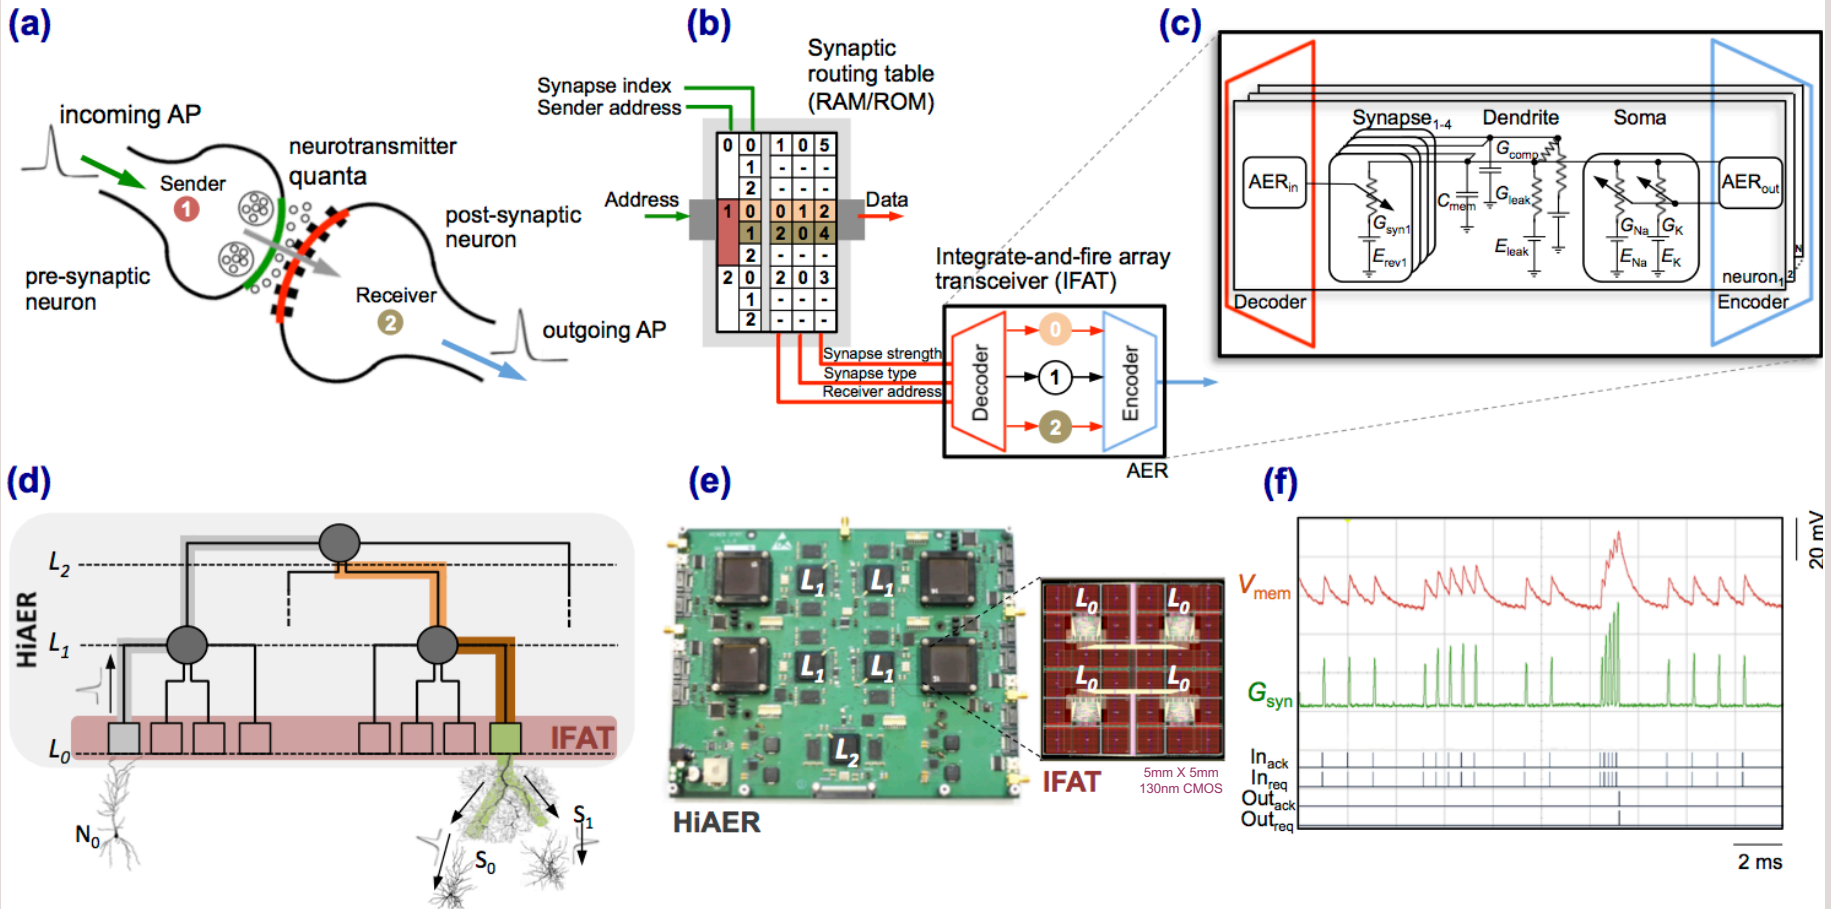 (a)
incoming AP
Sender
1
neurotransmitter
quanta
pre-synaptic
neuron
post-synaptic
neuron
Receiver
2
outgoing AP
(b)
Synaptic
routing table
(RAM/ROM)
Synapse index
Sender address
Address
Data
0 0 1 0 5
1 - - -
2 - - -
1 0 0 1 2
1 2 0 4
2 - - -
2 0 2 0 3
1 - - -
2 - - -
Synapse strength
Synapse type
Receiver address
Integrate-and-fire array
transceiver (IFAT)
Decoder
0
1
2
Encoder
AER
(c)
Synapse1-4
Dendrite
Soma
AERin
Gsyn1
Erev1
Cmem
Gcomp
Gleak
Eleak
GNa
GK
ENa
EK
AERout
N
2
neuron1
Decoder
Encoder
(d)
HiAER
L2
L1
L0
IFAT
N0
S0
S1
(e)
L1
L1
L1
L1
L2
HiAER
L0
L0
L0
L0
IFAT
5mm X 5mm
130nm CMOS
(f)
20 mV
Vmem
Gsyn
Inack
Inreq
Outack
Outreq
2 ms